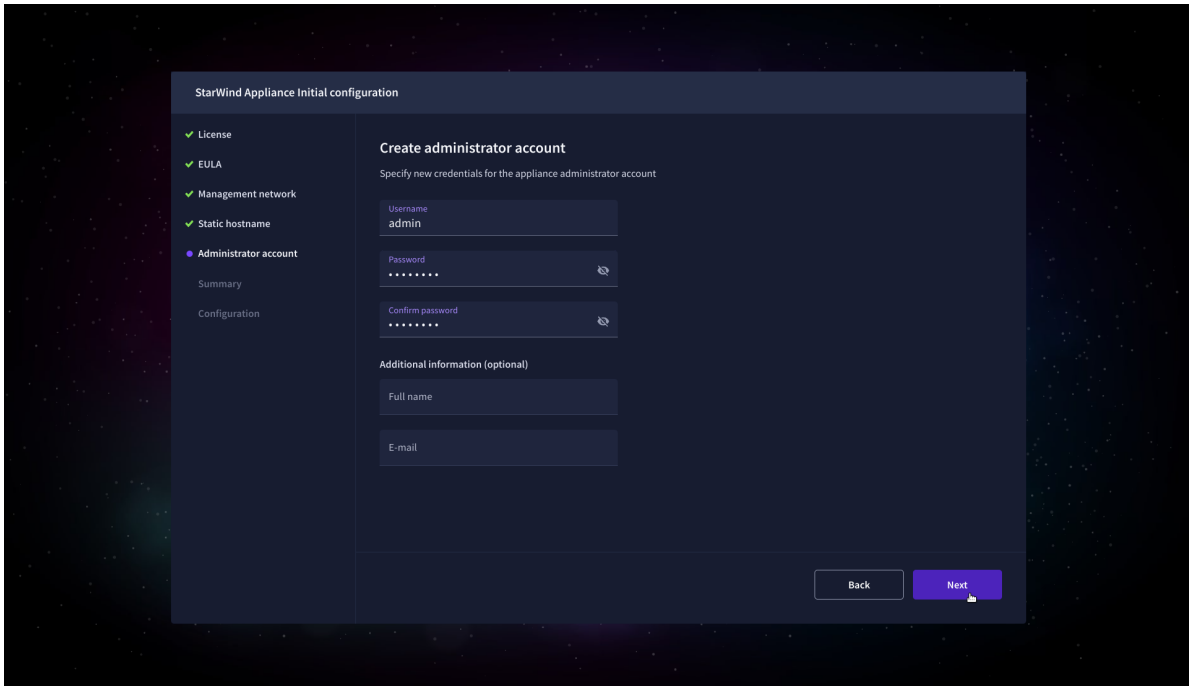 StarWind Appliance Initial configuration
License
EULA
Management network
Static hostname
Administrator account
Summary
Configuration
Create administrator account
Specify new credentials for the appliance administrator account
Username
admin
Password
••••••••
Confirm password
••••••••
Additional information (optional)
Full name
E-mail
Back
Next